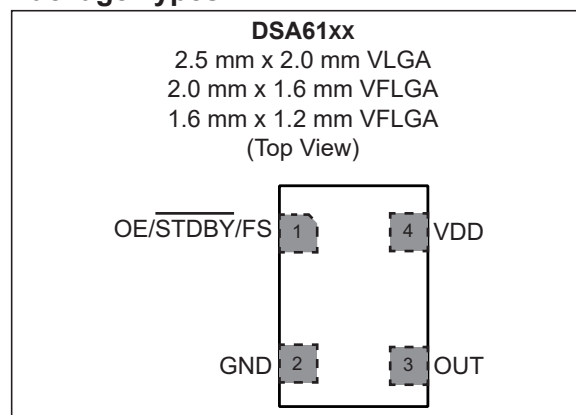 DSA61xx
2.5 mm x 2.0 mm VLGA
2.0 mm x 1.6 mm VFLGA
1.6 mm x 1.2 mm VFLGA
(Top View)
OE/STDBY/FS 1 4 VDD
GND 2 3 OUT